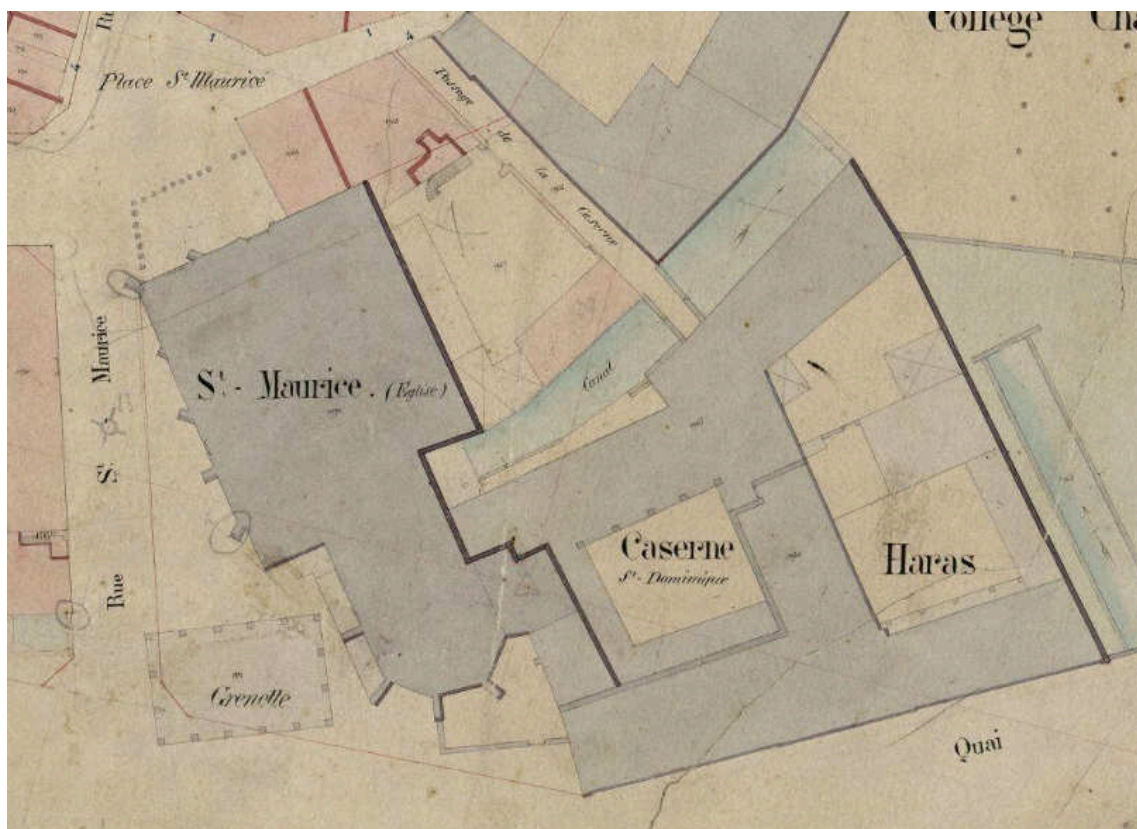 Collège Cha
Place St. Maurice
Passage de la
Caserne
St. - Maurice. (Eglise)
Canal
Rue St. Maurice
Caserne
St. - Dominique
Haras
Grenette
Quai